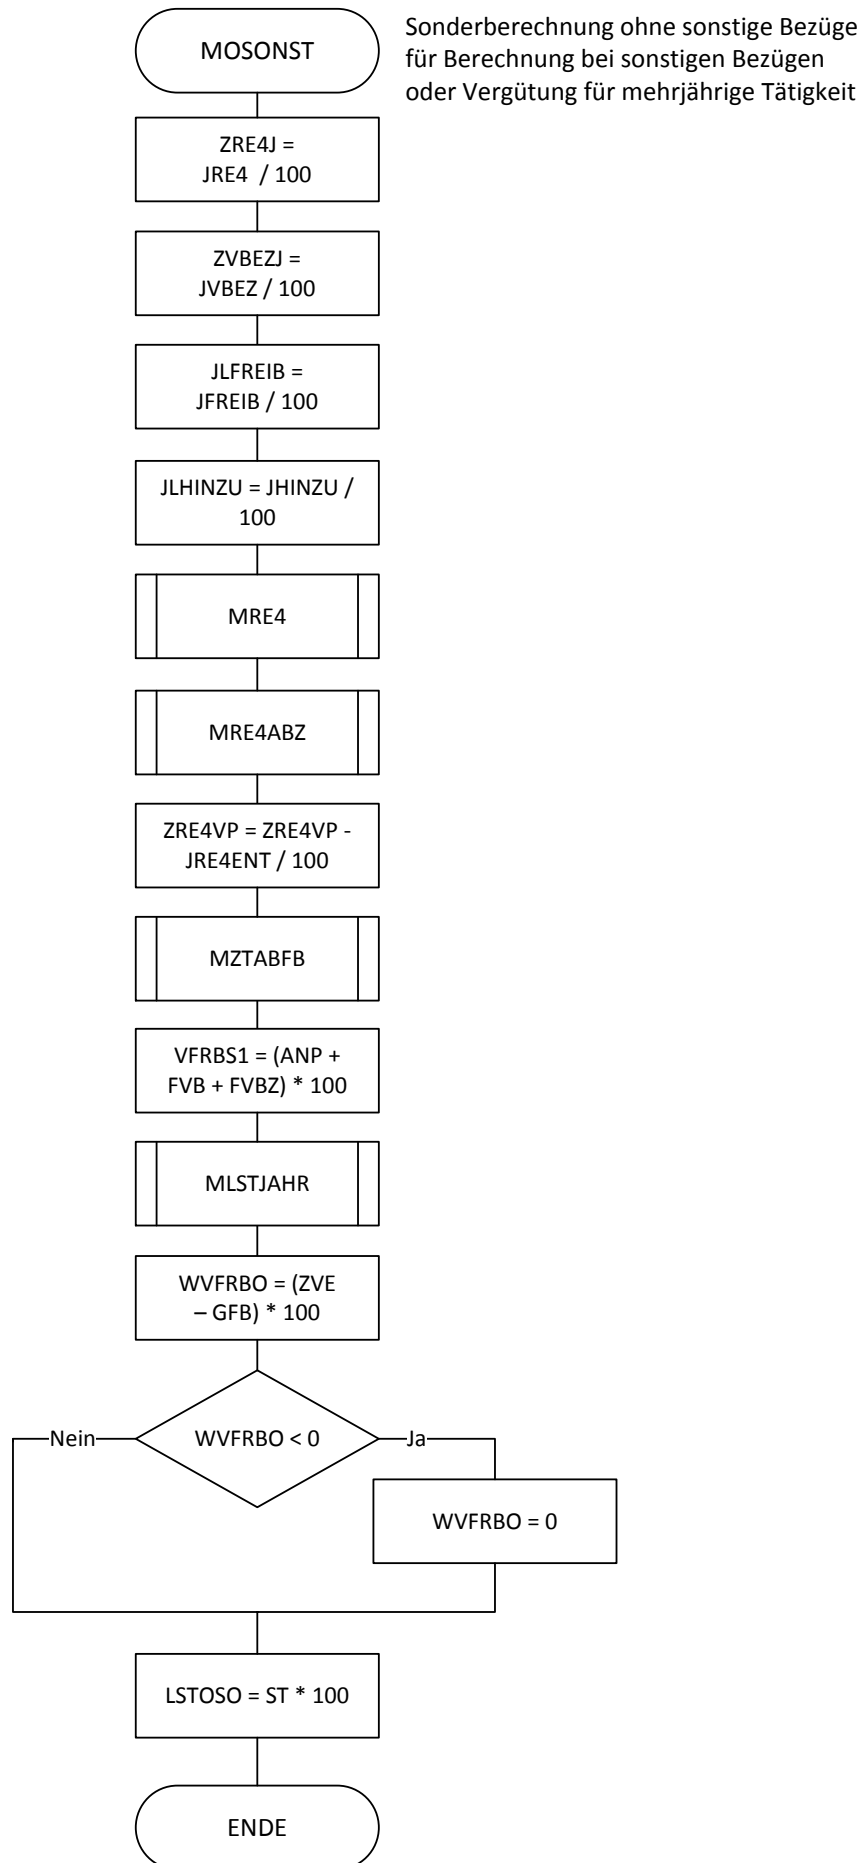 MOSONST
Sonderberechnung ohne sonstige Bezüge
für Berechnung bei sonstigen Bezügen
oder Vergütung für mehrjährige Tätigkeit
ZRE4J =
JRE4 / 100
ZVBEZJ =
JVBEZ / 100
JLFREIB =
JFREIB / 100
JLHINZU = JHINZU /
100
MRE4
MRE4ABZ
ZRE4VP = ZRE4VP -
JRE4ENT / 100
MZTABFB
VFRBS1 = (ANP +
FVB + FVBZ) * 100
MLSTJAHR
WVFRBO = (ZVE
– GFB) * 100
Nein
WVFRBO < 0
Ja
WVFRBO = 0
LSTOSO = ST * 100
ENDE